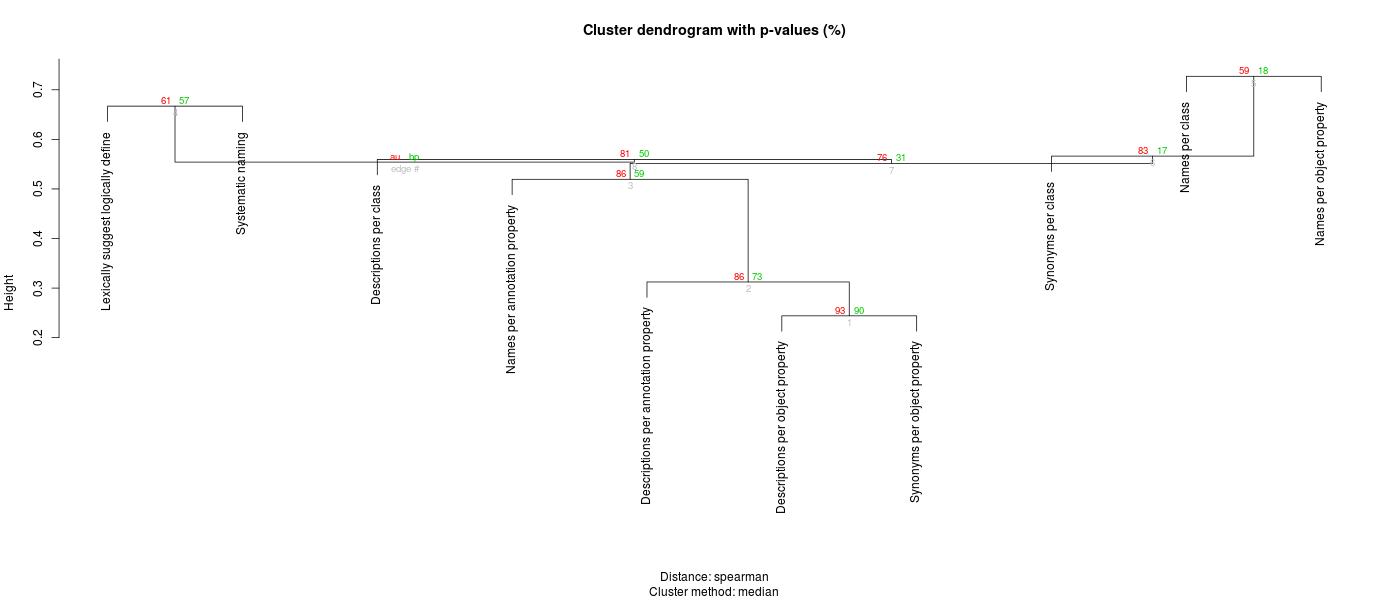 Cluster dendrogram with p-values (%)
Height
0.7
0.6
0.5
0.4
0.3
0.2
61 57
59 18
83 17
81 50
76 31
au bp
edge #
86 59
86 73
93 90
7
3
2
1
Lexically suggest logically define
Systematic naming
Descriptions per class
Names per annotation property
Descriptions per annotation property
Descriptions per object property
Synonyms per object property
Synonyms per class
Names per class
Names per object property
Distance: spearman
Cluster method: median